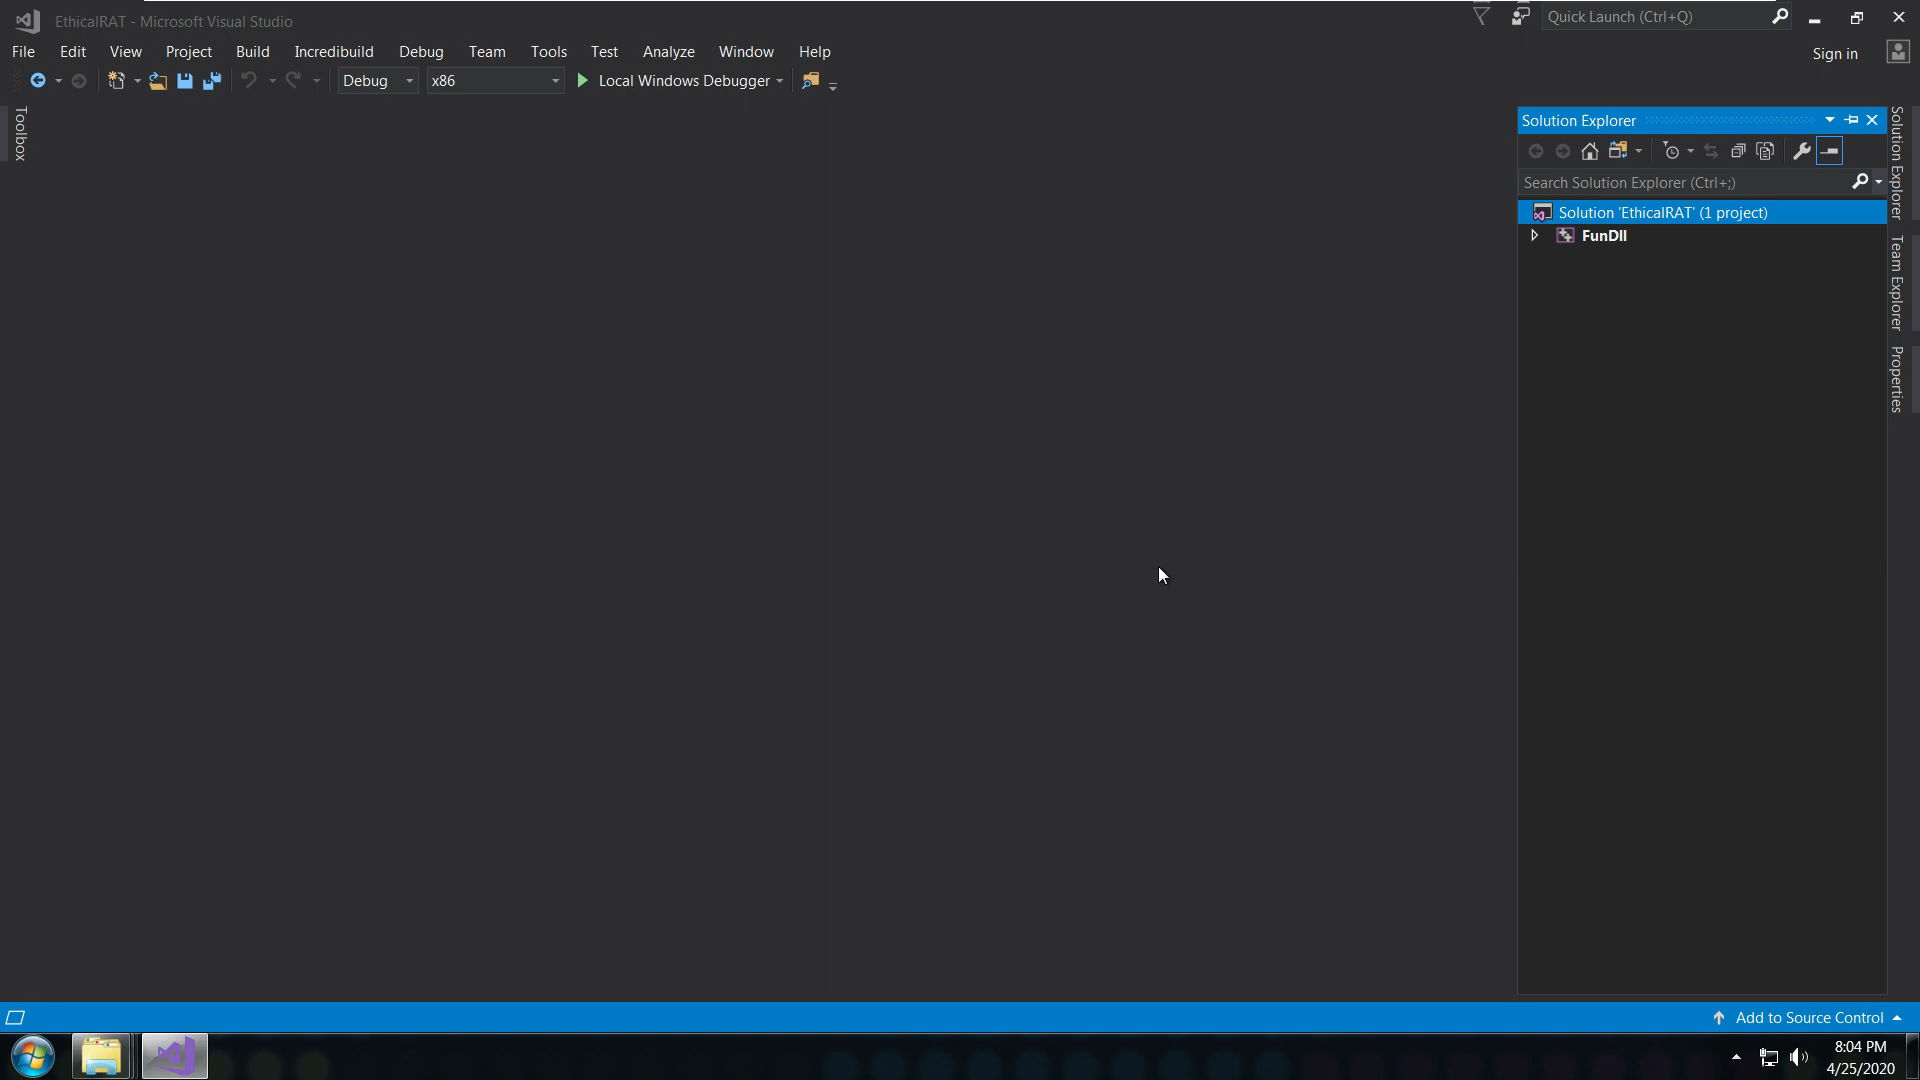 EthicalRAT - Microsoft Visual Studio
Quick Launch (Ctrl+Q)
File Edit View Project Build Incredibuild Debug Team Tools Test Analyze Window Help
Sign in
Debug x86 Local Windows Debugger
Toolbox
Solution Explorer
Search Solution Explorer (Ctrl+;)
Solution 'EthicalRAT' (1 project)
FunDll
Solution Explorer
Team Explorer
Properties
Add to Source Control
8:04 PM
4/25/2020